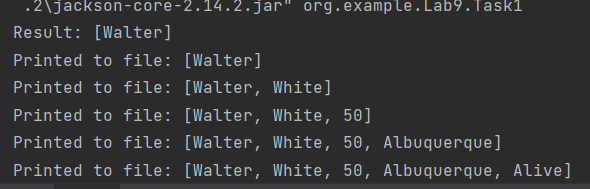 .2\jackson-core-2.14.2.jar" org.example.Lab9.Task1
Result: [Walter]
Printed to file: [Walter]
Printed to file: [Walter, White]
Printed to file: [Walter, White, 50]
Printed to file: [Walter, White, 50, Albuquerque]
Printed to file: [Walter, White, 50, Albuquerque, Alive]